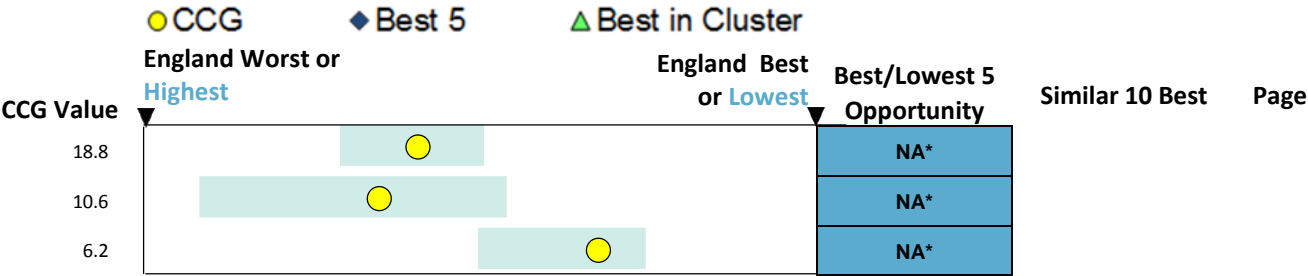 CCG Best 5 Best in Cluster
England Worst or
Highest
England Best
or Lowest
Best/Lowest 5
Opportunity
CCG Value
Similar 10 Best
Page
18.8 NA*
10.6 NA*
6.2 NA*